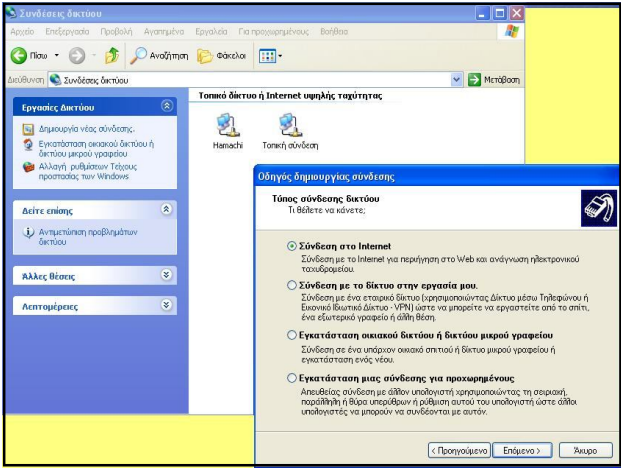 Συνδέσεις δικτύου
Αρχείο Επεξεργασία Προβολή Αγαπημένα Εργαλεία Για προχωρημένους Βοήθεια
Πίσω Αναζήτηση Φάκελοι
Διεύθυνση Συνδέσεις δικτύου Μετάβαση
Εργασίες Δικτύου
Δημιουργία νέας σύνδεσης.
Εγκατάσταση οικιακού δικτύου ή
δικτύου μικρού γραφείου
Αλλαγή ρυθμίσεων Τείχους
προστασίας των Windows
Δείτε επίσης
Αντιμετώπιση προβλημάτων
δικτύου
Άλλες θέσεις
Λεπτομέρειες
Τοπικό δίκτυο ή Internet υψηλής ταχύτητας
Hamachi Τοπική σύνδεση
Οδηγός δημιουργίας σύνδεσης
Τύπος σύνδεσης δικτύου
Τι θέλετε να κάνετε;
Σύνδεση στο Internet
Σύνδεση με το Internet για περιήγηση στο Web και ανάγνωση ηλεκτρονικού
ταχυδρομείου.
Σύνδεση με το δίκτυο στην εργασία μου.
Σύνδεση με ένα εταιρικό δίκτυο (χρησιμοποιώντας Δίκτυο μέσω Τηλεφώνου ή
Εικονικό Ιδιωτικό Δίκτυο - VPN) ώστε να μπορείτε να εργαστείτε από το σπίτι,
ένα εξωτερικό γραφείο ή άλλη θέση.
Εγκατάσταση οικιακού δικτύου ή δικτύου μικρού γραφείου
Σύνδεση σε ένα υπάρχον οικιακό σπιτιού ή δίκτυο μικρού γραφείου ή
εγκατάσταση ενός νέου.
Εγκατάσταση μιας σύνδεσης για προχωρημένους
Απευθείας σύνδεση με άλλον υπολογιστή χρησιμοποιώντας τη σειριακή,
παράλληλη ή θύρα υπερύθρων ή ρύθμιση αυτού του υπολογιστή ώστε άλλοι
υπολογιστές να μπορούν να συνδέονται με αυτόν.
< Προηγούμενο Επόμενο > Άκυρο